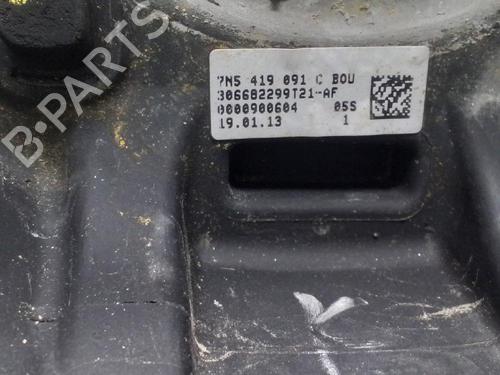 B-PARTS
7N5 419 091 C BOU
306682299T21-AF
0000900604 05S
19.01.13 1